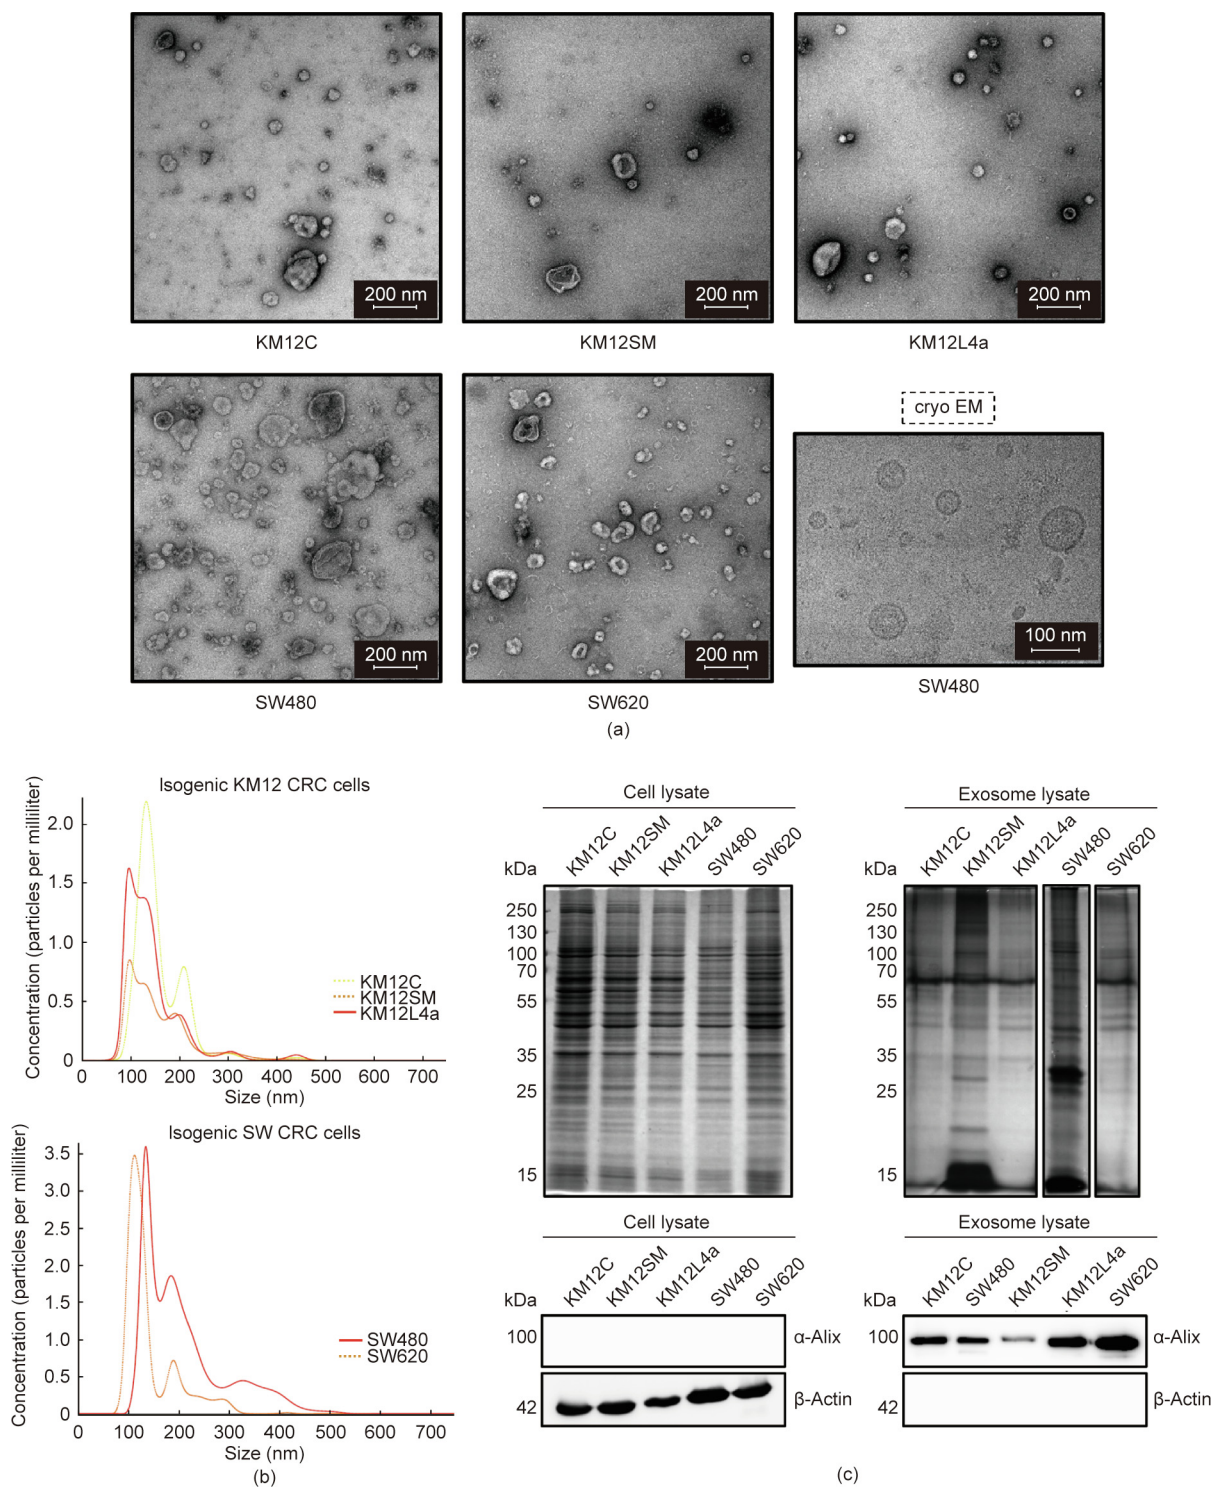 200 nm
200 nm
200 nm
KM12C
KM12SM
KM12L4a
cryo EM
200 nm
200 nm
100 nm
SW480
SW620
SW480
(a)
Isogenic KM12 CRC cells
Concentration (particles per milliliter)
2.0
1.5
1.0
0.5
0
KM12C
KM12SM
KM12L4a
0 100 200 300 400 500 600 700
Size (nm)
Isogenic SW CRC cells
Concentration (particles per milliliter)
3.5
3.0
2.5
2.0
1.5
1.0
0.5
0
SW480
SW620
0 100 200 300 400 500 600 700
Size (nm)
(b)
Cell lysate
kDa
KM12C KM12SM KM12L4a SW480 SW620
250
130
100
70
55
35
25
15
Exosome lysate
kDa
KM12C KM12SM KM12L4a SW480 SW620
250
130
100
70
55
35
25
15
Cell lysate
kDa
KM12C KM12SM KM12L4a SW480 SW620
100
α-Alix
42
β-Actin
Exosome lysate
kDa
KM12C SW480 KM12SM KM12L4a SW620
100
α-Alix
42
β-Actin
(c)